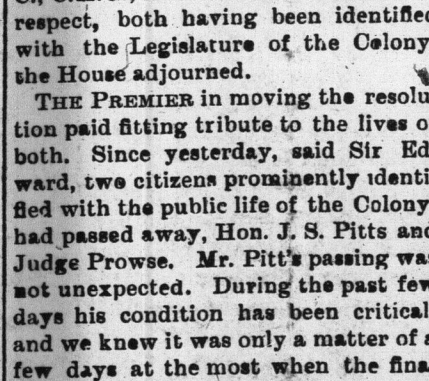 respect, both having been identified
with the Legislature of the Colony
the House adjourned.
THE PREMIER in moving the resolu
tion paid fitting tribute to the lives o
both. Since yesterday, said Sir Ed
ward, two citizens prominently identi
fied with the public life of the Colony
had passed away, Hon. J. S. Pitts and
Judge Prowse. Mr. Pitt's passing was
not unexpected. During the past few
days his condition has been critical
and we knew it was only a matter of a
few days at the most when the fina